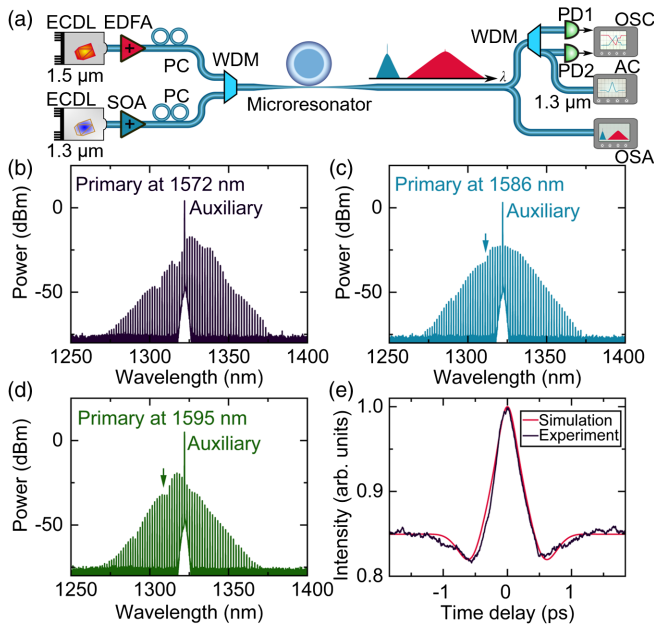 (a)
ECDL EDFA
PC
1.5 μm
WDM
ECDL SOA PC
1.3 μm
Microresonator
λ
WDM
PD1
OSC
PD2
AC
1.3 μm
OSA
(b)
Primary at 1572 nm
Auxiliary
Power (dBm)
0
-50
1250 1300 1350 1400
Wavelength (nm)
(c)
Primary at 1586 nm
Auxiliary
Power (dBm)
0
-50
1250 1300 1350 1400
Wavelength (nm)
(d)
Primary at 1595 nm
Auxiliary
Power (dBm)
0
-50
1250 1300 1350 1400
Wavelength (nm)
(e)
Simulation
Experiment
Intensity (arb. units)
1.0
0.9
0.8
-1 0 1
Time delay (ps)